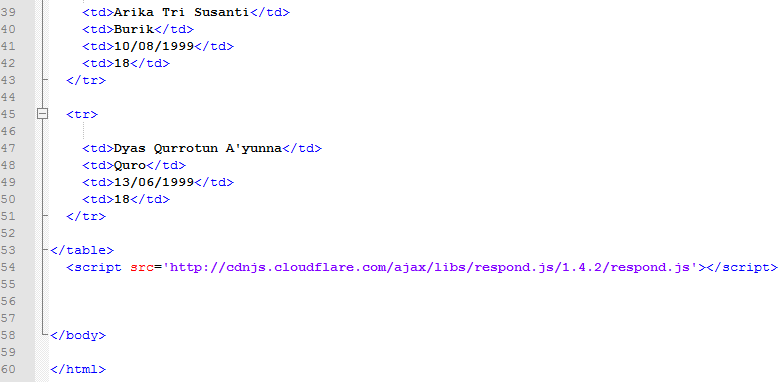 39 <td>Arika Tri Susanti</td>
40 <td>Burik</td>
41 <td>10/08/1999</td>
42 <td>18</td>
43 </tr>
44
45 <tr>
46
47 <td>Dyas Qurrotun A'yunna</td>
48 <td>Quro</td>
49 <td>13/06/1999</td>
50 <td>18</td>
51 </tr>
52
53 </table>
54 <script src='http://cdnjs.cloudflare.com/ajax/libs/respond.js/1.4.2/respond.js'></script>
55
56
57
58 </body>
59
60 </html>